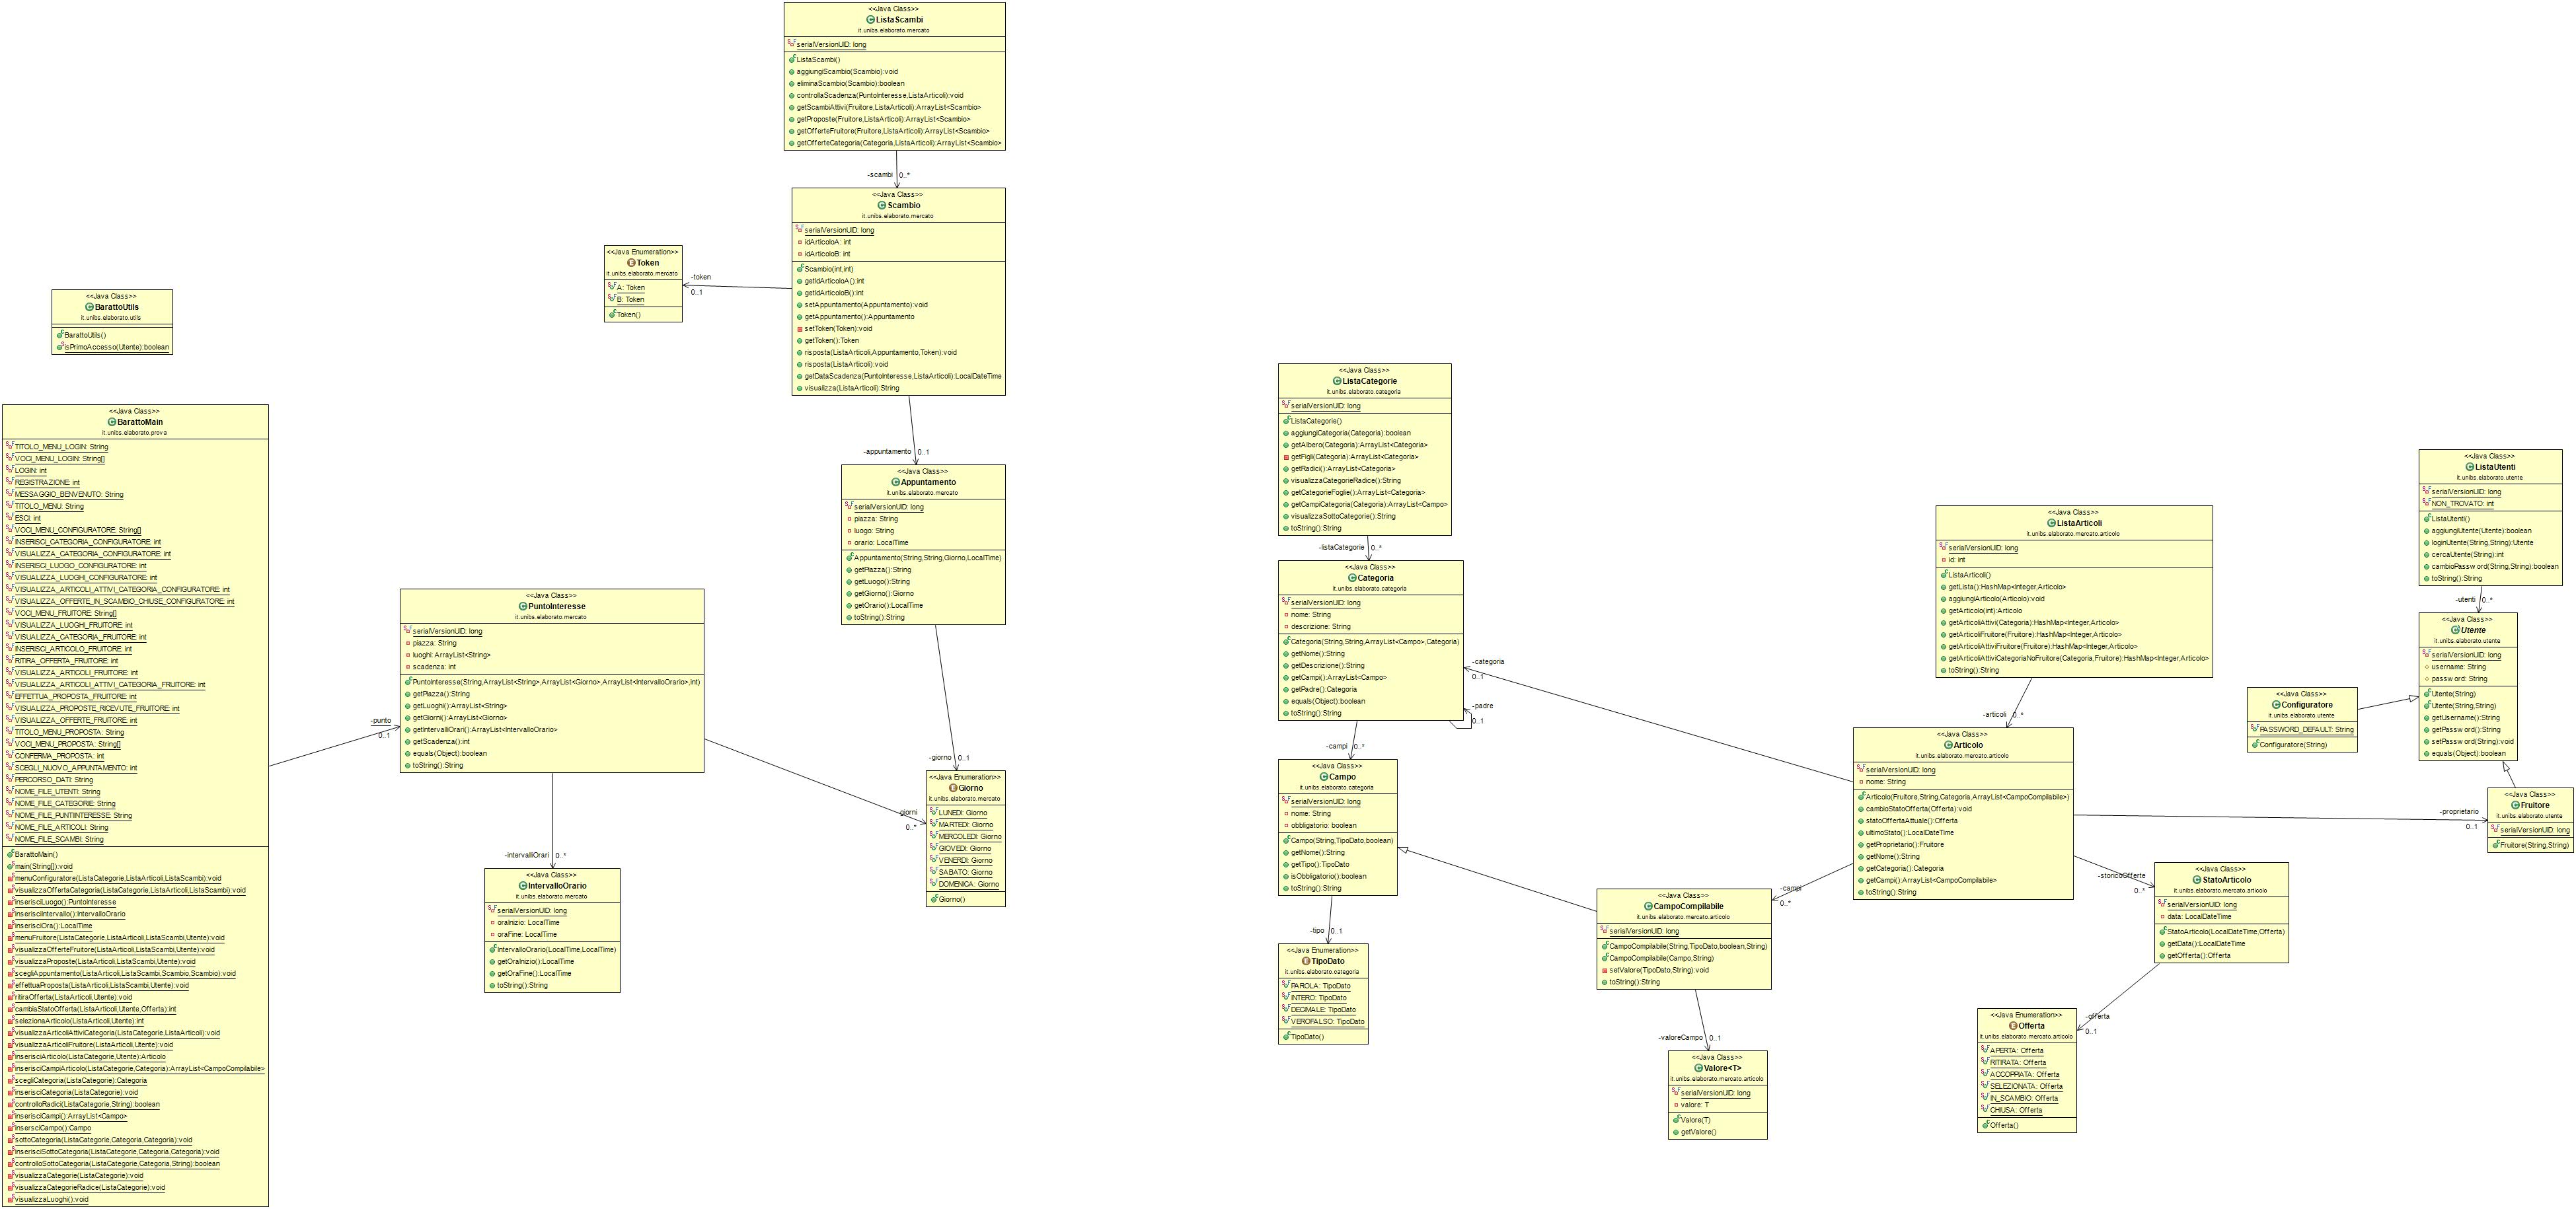 <<Java Class>>
ListaScambi
it.unibs.elaborato.mercato
serialVersionUID: long
ListaScambi()
aggiungiScambio(Scambio):void
eliminaScambio(Scambio):boolean
controllaScadenza(PuntoInteresse,ListaArticoli):void
getScambiAttivi(Fruitore,ListaArticoli):ArrayList<Scambio>
getProposte(Fruitore,ListaArticoli):ArrayList<Scambio>
getOfferteFruitore(Fruitore,ListaArticoli):ArrayList<Scambio>
getOfferteCategoria(Categoria,ListaArticoli):ArrayList<Scambio>
-scambi
0..*
<<Java Class>>
Scambio
it.unibs.elaborato.mercato
serialVersionUID: long
idArticoloA: int
idArticoloB: int
Scambio(int,int)
getIdArticoloA():int
getIdArticoloB():int
setAppuntamento(Appuntamento):void
getAppuntamento():Appuntamento
setToken(Token):void
getToken():Token
risposta(ListaArticoli,Appuntamento,Token):void
risposta(ListaArticoli):void
getDataScadenza(PuntoInteresse,ListaArticoli):LocalDateTime
visualizza(ListaArticoli):String
-token
0..1
<<Java Enumeration>>
Token
it.unibs.elaborato.mercato
A: Token
B: Token
Token()
<<Java Class>>
BarattoUtils
it.unibs.elaborato.utils
BarattoUtils()
isPrimoAccesso(Utente):boolean
<<Java Class>>
BarattoMain
it.unibs.elaborato.prova
TITOLO_MENU_LOGIN: String
VOCI_MENU_LOGIN: String[]
LOGIN: int
REGISTRAZIONE: int
MESSAGGIO_BENVENUTO: String
TITOLO_MENU: String
ESCI: int
VOCI_MENU_CONFIGURATORE: String[]
INSERISCI_CATEGORIA_CONFIGURATORE: int
VISUALIZZA_CATEGORIA_CONFIGURATORE: int
INSERISCI_LUOGO_CONFIGURATORE: int
VISUALIZZA_LUOGHI_CONFIGURATORE: int
VISUALIZZA_ARTICOLI_ATTIVI_CATEGORIA_CONFIGURATORE: int
VISUALIZZA_OFFERTE_IN_SCAMBIO_CHIUSE_CONFIGURATORE: int
VOCI_MENU_FRUITORE: String[]
VISUALIZZA_LUOGHI_FRUITORE: int
VISUALIZZA_CATEGORIA_FRUITORE: int
INSERISCI_ARTICOLO_FRUITORE: int
RITIRA_OFFERTA_FRUITORE: int
VISUALIZZA_ARTICOLI_FRUITORE: int
VISUALIZZA_ARTICOLI_ATTIVI_CATEGORIA_FRUITORE: int
EFFETTUA_PROPOSTA_FRUITORE: int
VISUALIZZA_PROPOSTE_RICEVUTE_FRUITORE: int
VISUALIZZA_OFFERTE_FRUITORE: int
TITOLO_MENU_PROPOSTA: String
VOCI_MENU_PROPOSTA: String[]
CONFERMA_PROPOSTA: int
SCEGLI_NUOVO_APPUNTAMENTO: int
PERCORSO_DATI: String
NOME_FILE_UTENTI: String
NOME_FILE_CATEGORIE: String
NOME_FILE_PUNTIINTERESSE: String
NOME_FILE_ARTICOLI: String
NOME_FILE_SCAMBI: String
BarattoMain()
main(String[]):void
menuConfiguratore(ListaCategorie,ListaArticoli,ListaScambi):void
visualizzaOffertaCategoria(ListaCategorie,ListaArticoli,ListaScambi):void
inserisciLuogo():PuntoInteresse
inserisciIntervallo():IntervalloOrario
inserisciOra():LocalTime
menuFruitore(ListaCategorie,ListaArticoli,ListaScambi,Utente):void
visualizzaOfferteFruitore(ListaArticoli,ListaScambi,Utente):void
visualizzaProposte(ListaArticoli,ListaScambi,Utente):void
scegliAppuntamento(ListaArticoli,ListaScambi,Scambio,Scambio):void
effettuaProposta(ListaArticoli,ListaScambi,Utente):void
ritiraOfferta(ListaArticoli,Utente):void
cambiaStatoOfferta(ListaArticoli,Utente,Offerta):int
selezionaArticolo(ListaArticoli,Utente):int
visualizzaArticoliAttiviCategoria(ListaCategorie,ListaArticoli):void
visualizzaArticoliFruitore(ListaArticoli,Utente):void
inserisciArticolo(ListaCategorie,Utente):Articolo
inserisciCampiArticolo(ListaCategorie,Categoria):ArrayList<CampoCompilabile>
scegliCategoria(ListaCategorie):Categoria
inserisciCategoria(ListaCategorie):void
controlloRadici(ListaCategorie,String):boolean
inserisciCampi():ArrayList<Campo>
insersciCampo():Campo
sottoCategoria(ListaCategorie,Categoria,Categoria):void
inserisciSottoCategoria(ListaCategorie,Categoria,Categoria):void
controlloSottoCategoria(ListaCategorie,Categoria,String):boolean
visualizzaCategorie(ListaCategorie):void
visualizzaCategorieRadice(ListaCategorie):void
visualizzaLuoghi():void
-punto
0..1
<<Java Class>>
PuntoInteresse
it.unibs.elaborato.mercato
serialVersionUID: long
piazza: String
luoghi: ArrayList<String>
scadenza: int
PuntoInteresse(String,ArrayList<String>,ArrayList<Giorno>,ArrayList<IntervalloOrario>,int)
getPiazza():String
getLuoghi():ArrayList<String>
getGiorni():ArrayList<Giorno>
getIntervalliOrari():ArrayList<IntervalloOrario>
getScadenza():int
equals(Object):boolean
toString():String
-intervalliOrari
0..*
<<Java Class>>
IntervalloOrario
it.unibs.elaborato.mercato
serialVersionUID: long
oraInizio: LocalTime
oraFine: LocalTime
IntervalloOrario(LocalTime,LocalTime)
getOraInizio():LocalTime
getOraFine():LocalTime
toString():String
-appuntamento
0..1
<<Java Class>>
Appuntamento
it.unibs.elaborato.mercato
serialVersionUID: long
piazza: String
luogo: String
orario: LocalTime
Appuntamento(String,String,Giorno,LocalTime)
getPiazza():String
getLuogo():String
getGiorno():Giorno
getOrario():LocalTime
toString():String
-giorno
0..1
-giorni
0..*
<<Java Enumeration>>
Giorno
it.unibs.elaborato.mercato
LUNEDI: Giorno
MARTEDI: Giorno
MERCOLEDI: Giorno
GIOVEDI: Giorno
VENERDI: Giorno
SABATO: Giorno
DOMENICA: Giorno
Giorno()
<<Java Class>>
ListaCategorie
it.unibs.elaborato.categoria
serialVersionUID: long
ListaCategorie()
aggiungiCategoria(Categoria):boolean
getAlbero(Categoria):ArrayList<Categoria>
getFigli(Categoria):ArrayList<Categoria>
getRadici():ArrayList<Categoria>
visualizzaCategorieRadice():String
getCategorieFoglie():ArrayList<Categoria>
getCampiCategoria(Categoria):ArrayList<Campo>
visualizzaSottoCategorie():String
toString():String
-listaCategorie
0..*
<<Java Class>>
Categoria
it.unibs.elaborato.categoria
serialVersionUID: long
nome: String
descrizione: String
Categoria(String,String,ArrayList<Campo>,Categoria)
getNome():String
getDescrizione():String
getCampi():ArrayList<Campo>
getPadre():Categoria
equals(Object):boolean
toString():String
-categoria
0..1
-padre
0..1
-campi
0..*
<<Java Class>>
Campo
it.unibs.elaborato.categoria
serialVersionUID: long
nome: String
obbligatorio: boolean
Campo(String,TipoDato,boolean)
getNome():String
getTipo():TipoDato
isObbligatorio():boolean
toString():String
-tipo
0..1
<<Java Enumeration>>
TipoDato
it.unibs.elaborato.categoria
PAROLA: TipoDato
INTERO: TipoDato
DECIMALE: TipoDato
VEROFALSO: TipoDato
TipoDato()
<<Java Class>>
CampoCompilabile
it.unibs.elaborato.mercato.articolo
serialVersionUID: long
CampoCompilabile(String,TipoDato,boolean,String)
CampoCompilabile(Campo,String)
setValore(TipoDato,String):void
toString():String
-valoreCampo
0..1
<<Java Class>>
Valore<T>
it.unibs.elaborato.mercato.articolo
serialVersionUID: long
valore: T
Valore(T)
getValore()
<<Java Class>>
ListaArticoli
it.unibs.elaborato.mercato.articolo
serialVersionUID: long
id: int
ListaArticoli()
getLista():HashMap<Integer,Articolo>
aggiungiArticolo(Articolo):void
getArticolo(int):Articolo
getArticoliAttivi(Categoria):HashMap<Integer,Articolo>
getArticoliFruitore(Fruitore):HashMap<Integer,Articolo>
getArticoliAttiviFruitore(Fruitore):HashMap<Integer,Articolo>
getArticoliAttiviCategoriaNoFruitore(Categoria,Fruitore):HashMap<Integer,Articolo>
toString():String
-articoli
0..*
<<Java Class>>
Articolo
it.unibs.elaborato.mercato.articolo
serialVersionUID: long
nome: String
Articolo(Fruitore,String,Categoria,ArrayList<CampoCompilabile>)
cambioStatoOfferta(Offerta):void
statoOffertaAttuale():Offerta
ultimoStato():LocalDateTime
getProprietario():Fruitore
getNome():String
getCategoria():Categoria
getCampi():ArrayList<CampoCompilabile>
toString():String
-campi
0..*
-storicoOfferte
0..*
<<Java Class>>
StatoArticolo
it.unibs.elaborato.mercato.articolo
serialVersionUID: long
data: LocalDateTime
StatoArticolo(LocalDateTime,Offerta)
getData():LocalDateTime
getOfferta():Offerta
-offerta
0..1
<<Java Enumeration>>
Offerta
it.unibs.elaborato.mercato.articolo
APERTA: Offerta
RITIRATA: Offerta
ACCOPPIATA: Offerta
SELEZIONATA: Offerta
IN_SCAMBIO: Offerta
CHIUSA: Offerta
Offerta()
<<Java Class>>
ListaUtenti
it.unibs.elaborato.utente
serialVersionUID: long
NON_TROVATO: int
ListaUtenti()
aggiungiUtente(Utente):boolean
loginUtente(String,String):Utente
cercaUtente(String):int
cambioPassword(String,String):boolean
toString():String
-utenti
0..*
<<Java Class>>
Utente
it.unibs.elaborato.utente
serialVersionUID: long
username: String
password: String
Utente(String)
Utente(String,String)
getUsername():String
getPassword():String
setPassword(String):void
equals(Object):boolean
<<Java Class>>
Configuratore
it.unibs.elaborato.utente
PASSWORD_DEFAULT: String
Configuratore(String)
-proprietario
0..1
<<Java Class>>
Fruitore
it.unibs.elaborato.utente
serialVersionUID: long
Fruitore(String,String)